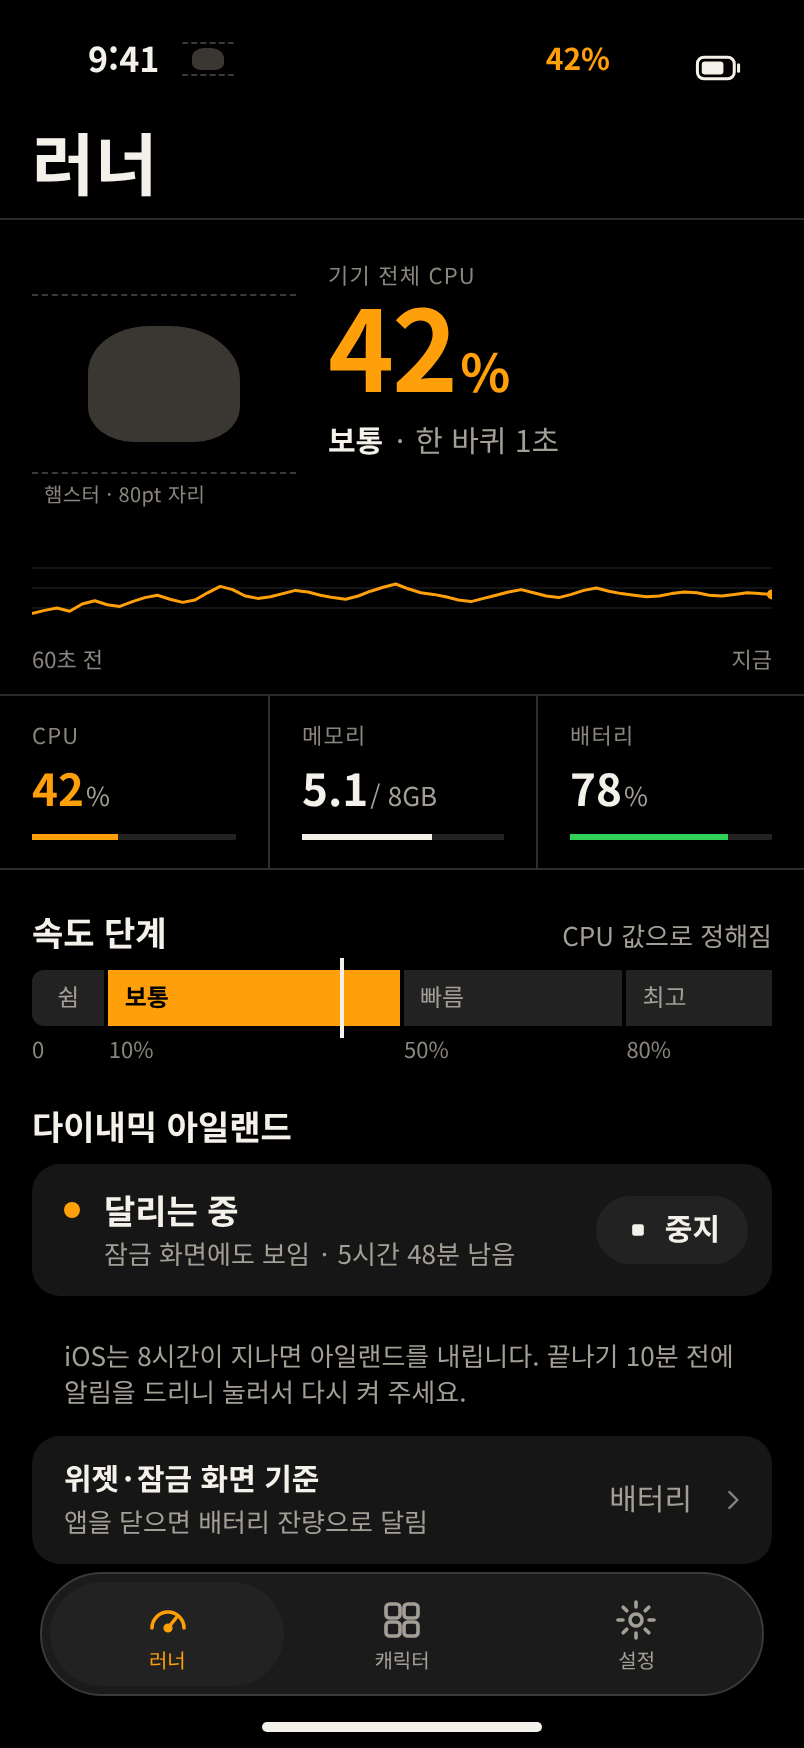 9:41
42%
러너
기기 전체 CPU
42%
보통 · 한 바퀴 1초
햄스터 · 80pt 자리
60초 전
지금
CPU
메모리
배터리
42%
5.1/ 8GB
78%
속도 단계
CPU 값으로 정해짐
쉼
보통
빠름
최고
0
10%
50%
80%
다이내믹 아일랜드
달리는 중
잠금 화면에도 보임 · 5시간 48분 남음
중지
iOS는 8시간이 지나면 아일랜드를 내립니다. 끝나기 10분 전에
알림을 드리니 눌러서 다시 켜 주세요.
위젯·잠금 화면 기준
앱을 닫으면 배터리 잔량으로 달림
배터리
러너
캐릭터
설정